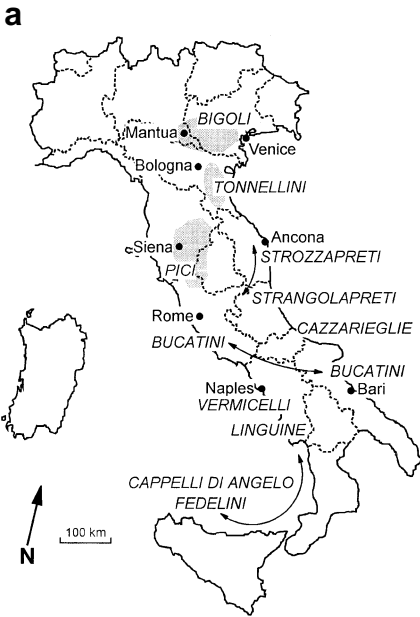 a
BIGOLI
Mantua
Venice
Bologna
TONNELLINI
Ancona
Siena
STROZZAPRETI
PICI
STRANGOLAPRETI
Rome
CAZZARIEGLIE
BUCATINI
BUCATINI
Naples
Bari
VERMICELLI
LINGUINE
CAPPELLI DI ANGELO
FEDELINI
100 km
N